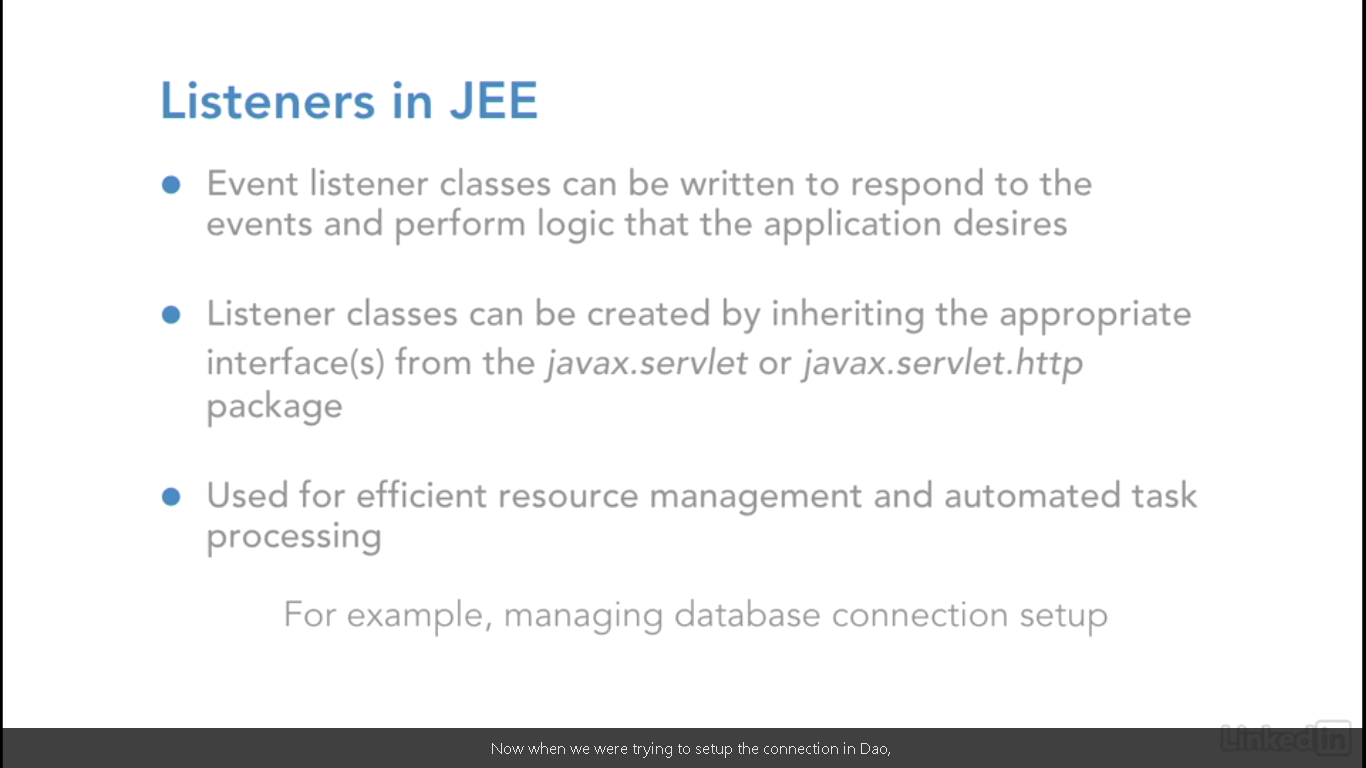 Listeners in JEE
Event listener classes can be written to respond to the
events and perform logic that the application desires
Listener classes can be created by inheriting the appropriate
interface(s) from the javax.servlet or javax.servlet.http
package
Used for efficient resource management and automated task
processing
For example, managing database connection setup
LinkedIn
Now when we were trying to setup the connection in Dao,